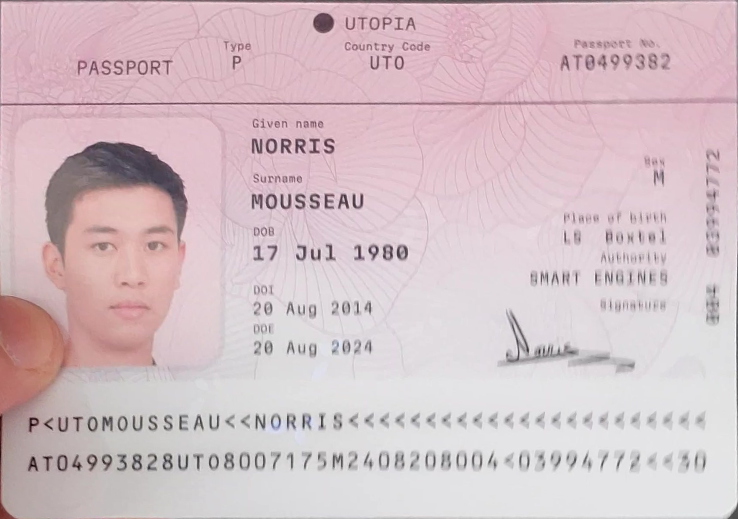 UTOPIA
PASSPORT
Type
P
Country Code
UTO
Passport No.
AT0499382
Given name
NORRIS
Surname
MOUSSEAU
DOB
17 Jul 1980
DOI
20 Aug 2014
DOE
20 Aug 2024
Sex
M
Place of birth
LG Boxtel
Authority
SMART ENGINES
Signature
03994772
P<UTOMOUSSEAU<<NORRIS<<<<<<<<<<<<<<<<<<<<<<<
AT04993828UTO8007175M2408208004<03994772<<30